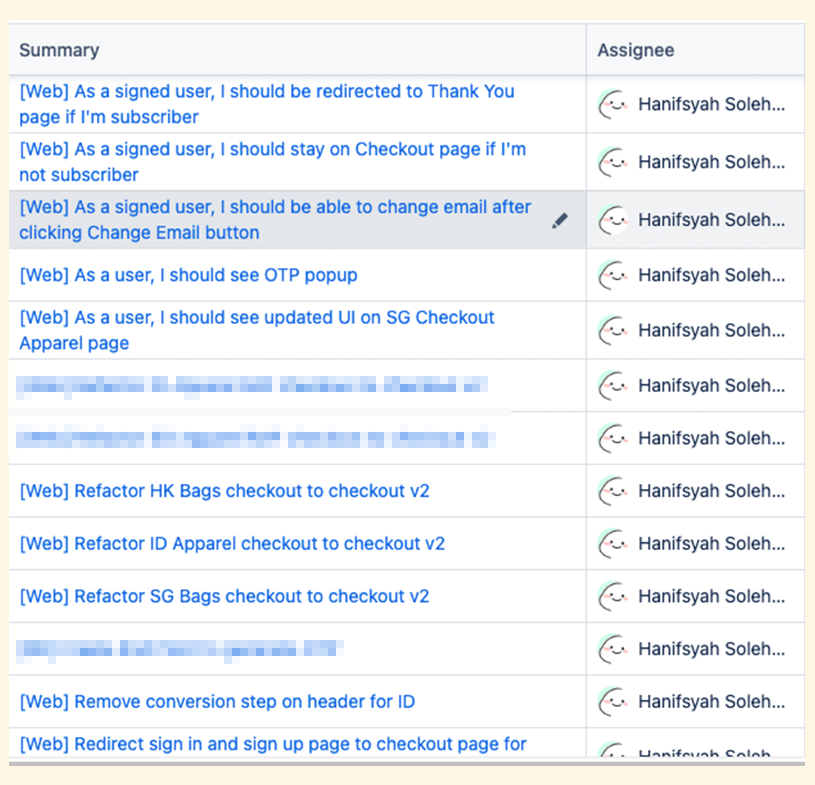 Summary
Assignee
[Web] As a signed user, I should be redirected to Thank You
page if I'm subscriber
Hanifsyah Soleh...
[Web] As a signed user, I should stay on Checkout page if I'm
not subscriber
Hanifsyah Soleh...
[Web] As a signed user, I should be able to change email after
clicking Change Email button
Hanifsyah Soleh...
[Web] As a user, I should see OTP popup
Hanifsyah Soleh...
[Web] As a user, I should see updated UI on SG Checkout
Apparel page
Hanifsyah Soleh...
Hanifsyah Soleh...
Hanifsyah Soleh...
[Web] Refactor HK Bags checkout to checkout v2
Hanifsyah Soleh...
[Web] Refactor ID Apparel checkout to checkout v2
Hanifsyah Soleh...
[Web] Refactor SG Bags checkout to checkout v2
Hanifsyah Soleh...
Hanifsyah Soleh...
[Web] Remove conversion step on header for ID
Hanifsyah Soleh...
[Web] Redirect sign in and sign up page to checkout page for
Hanifsyah Soleh...